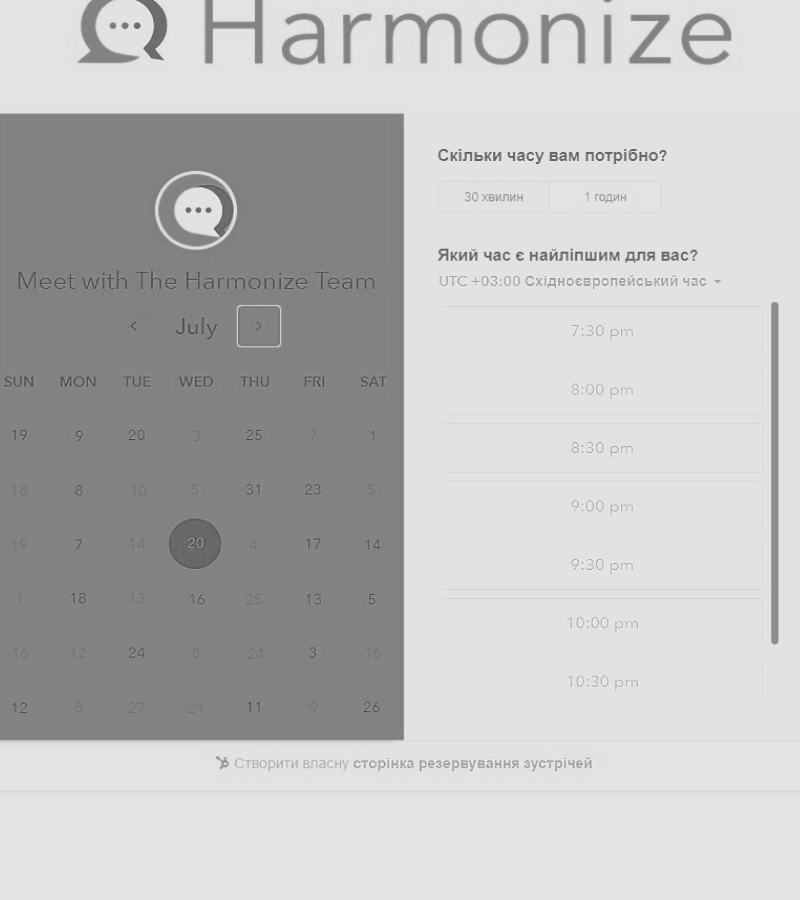 Harmonize
Meet with The Harmonize Team
July
SUN MON TUE WED THU FRI SAT
19 9 20 3 25 7 1
18 8 10 5 31 23 5
19 7 14 20 4 17 14
1 18 13 16 25 13 5
16 12 24 8 24 3 16
12 8 27 21 11 9 26
Скільки часу вам потрібно?
30 хвилин 1 годин
Який час є найліпшим для вас?
UTC +03:00 Східноєвропейський час
7:30 pm
8:00 pm
8:30 pm
9:00 pm
9:30 pm
10:00 pm
10:30 pm
Створити власну сторінка резервування зустрічей